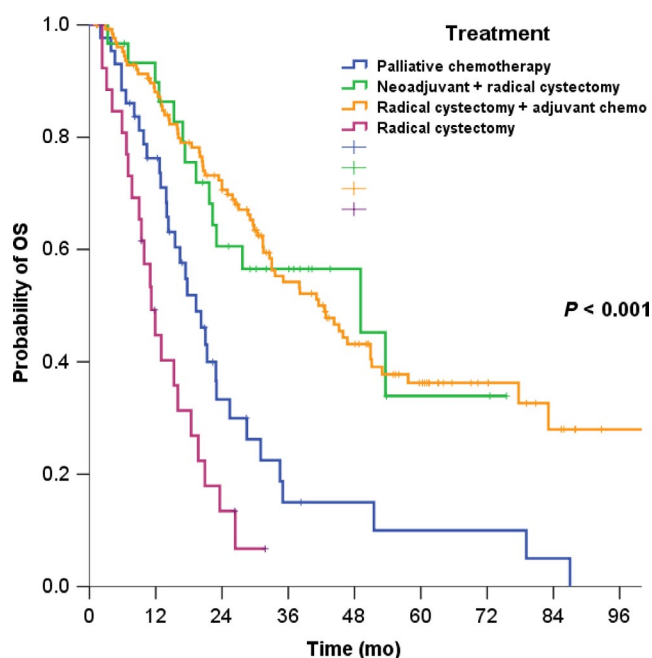 Treatment
Palliative chemotherapy
Neoadjuvant + radical cystectomy
Radical cystectomy + adjuvant chemo
Radical cystectomy
P < 0.001
Probability of OS
1.0
0.8
0.6
0.4
0.2
0.0
0 12 24 36 48 60 72 84 96
Time (mo)